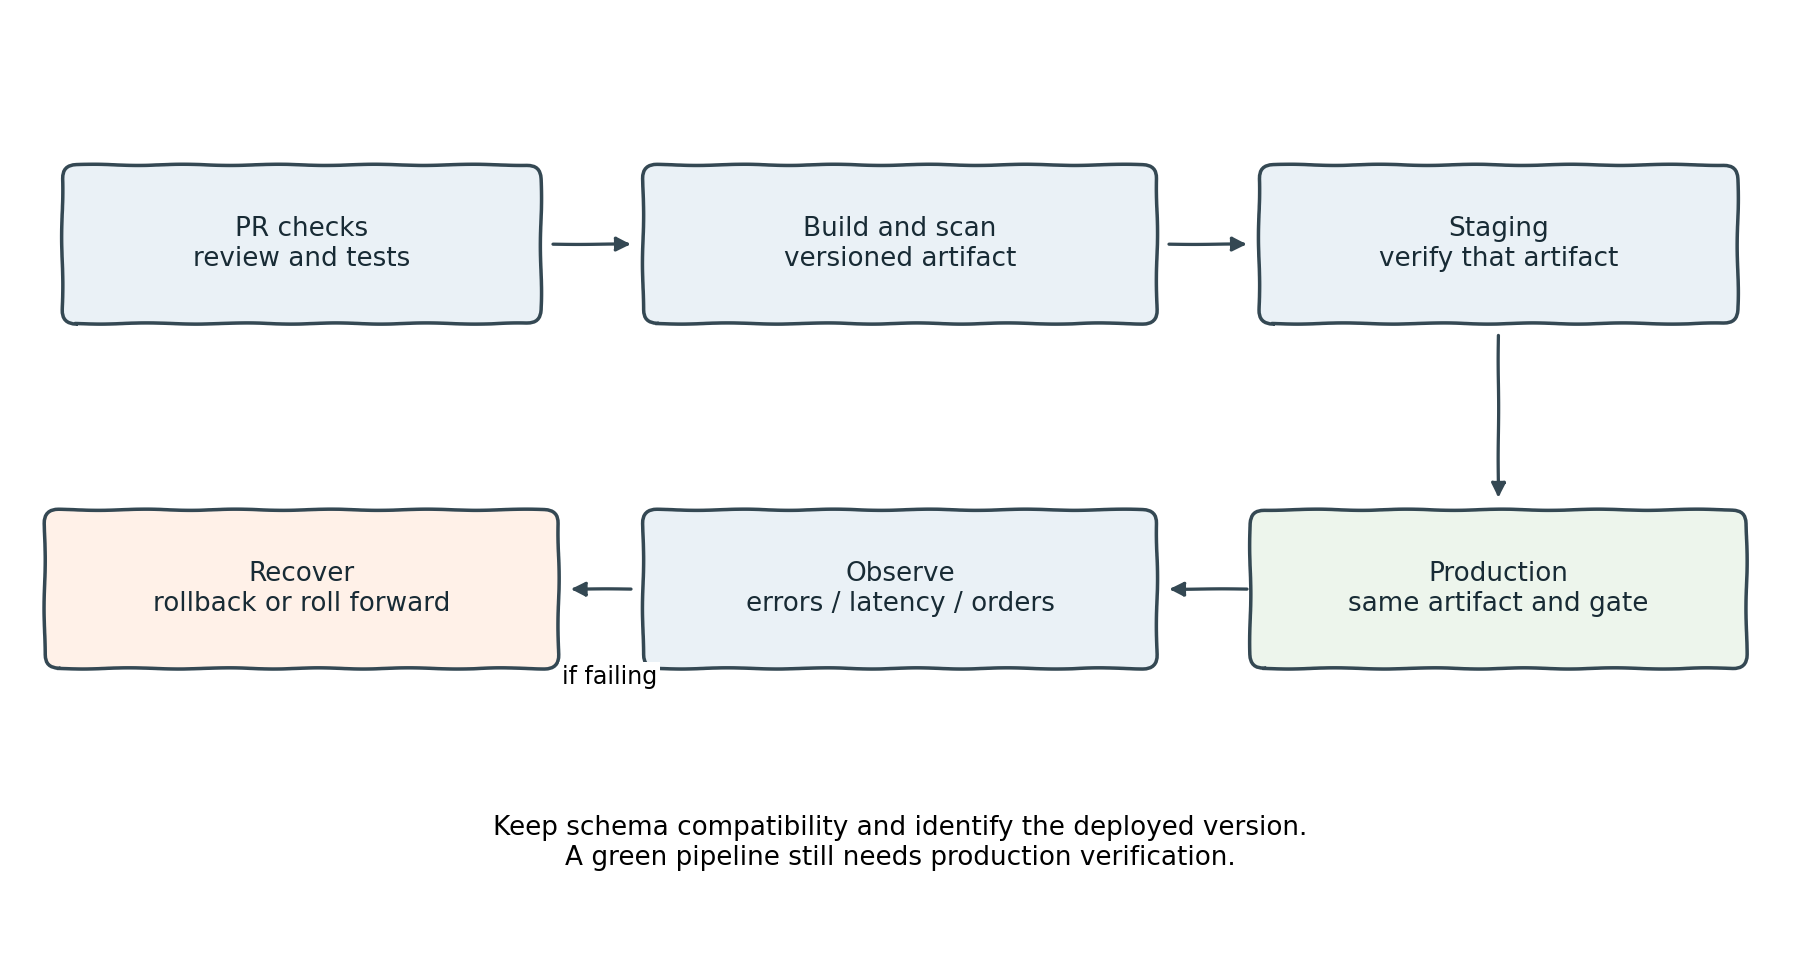 PR checks
review and tests
Build and scan
versioned artifact
Staging
verify that artifact
Recover
rollback or roll forward
if failing
Observe
errors / latency / orders
Production
same artifact and gate
Keep schema compatibility and identify the deployed version.
A green pipeline still needs production verification.